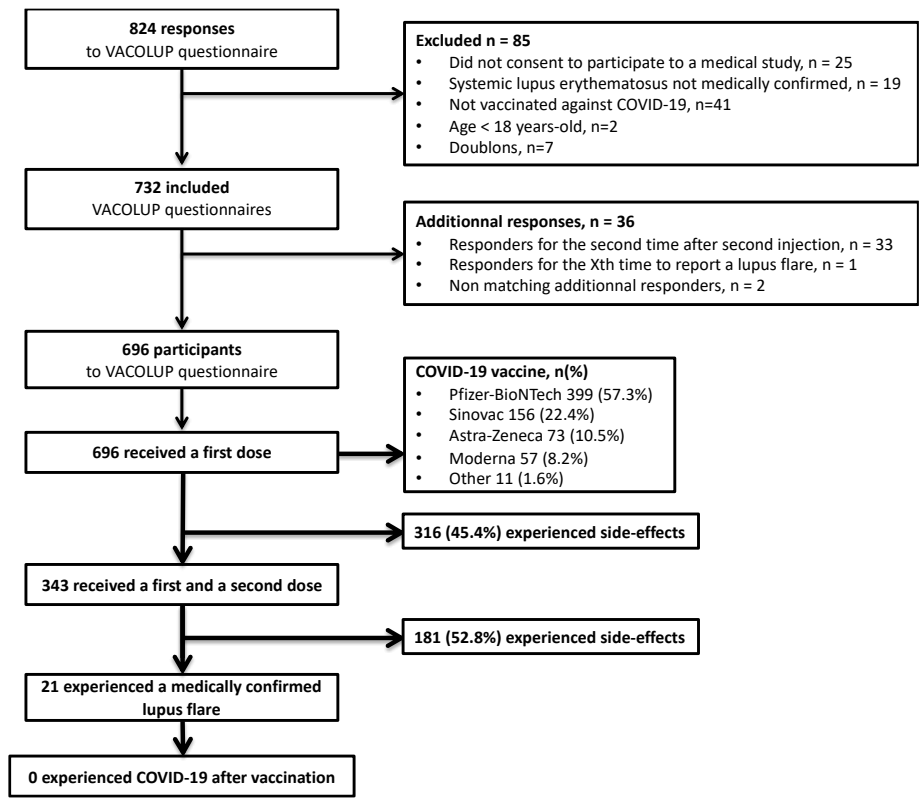 824 responses
to VACOLUP questionnaire
Excluded n = 85
• Did not consent to participate to a medical study, n = 25
• Systemic lupus erythematosus not medically confirmed, n = 19
• Not vaccinated against COVID-19, n=41
• Age < 18 years-old, n=2
• Doublons, n=7
732 included
VACOLUP questionnaires
Additionnal responses, n = 36
• Responders for the second time after second injection, n = 33
• Responders for the Xth time to report a lupus flare, n = 1
• Non matching additionnal responders, n = 2
696 participants
to VACOLUP questionnaire
COVID-19 vaccine, n(%)
• Pfizer-BioNTech 399 (57.3%)
• Sinovac 156 (22.4%)
• Astra-Zeneca 73 (10.5%)
• Moderna 57 (8.2%)
• Other 11 (1.6%)
696 received a first dose
316 (45.4%) experienced side-effects
343 received a first and a second dose
181 (52.8%) experienced side-effects
21 experienced a medically confirmed
lupus flare
0 experienced COVID-19 after vaccination